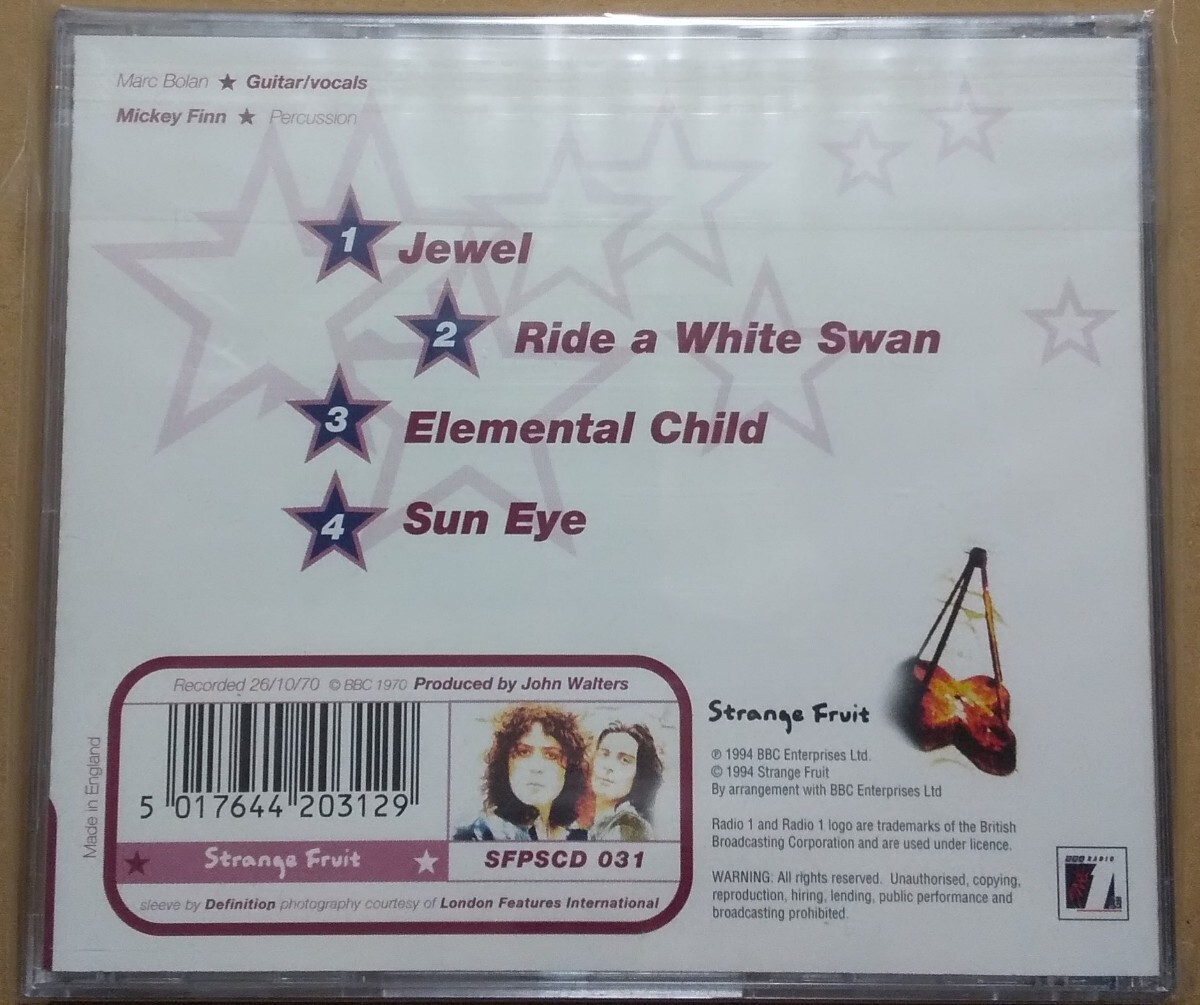 Marc Bolan ★ Guitar/vocals
Mickey Finn ★ Percussion
1 Jewel
2 Ride a White Swan
3 Elemental Child
4 Sun Eye
Recorded 26/10/70 © BBC 1970 Produced by John Walters
5 017644 203129
Strange Fruit
SFPSCD 031
sleeve by Definition photography courtesy of London Features International
Made in England
Strange Fruit
℗ 1994 BBC Enterprises Ltd.
© 1994 Strange Fruit
By arrangement with BBC Enterprises Ltd
Radio 1 and Radio 1 logo are trademarks of the British
Broadcasting Corporation and are used under licence.
WARNING: All rights reserved. Unauthorised, copying,
reproduction, hiring, lending, public performance and
broadcasting prohibited.
BBC RADIO
1